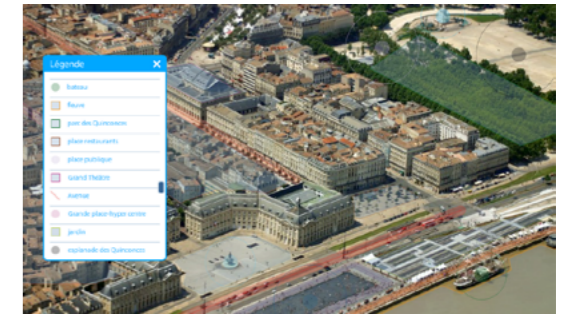 Légende
bateau
fleuve
parc des Quinconces
place restaurants
place publique
Grand Théâtre
Avenue
Grande place hyper centre
jardin
esplanade des Quinconces